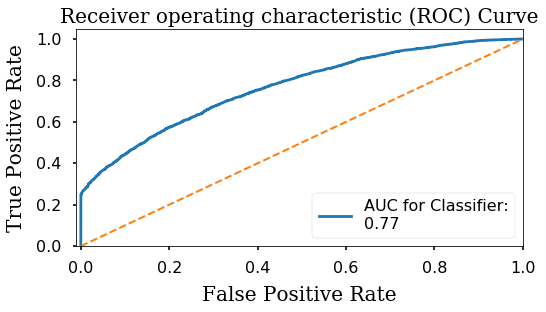 Receiver operating characteristic (ROC) Curve
True Positive Rate
1.0
0.8
0.6
0.4
0.2
0.0
AUC for Classifier:
0.77
0.0 0.2 0.4 0.6 0.8 1.0
False Positive Rate